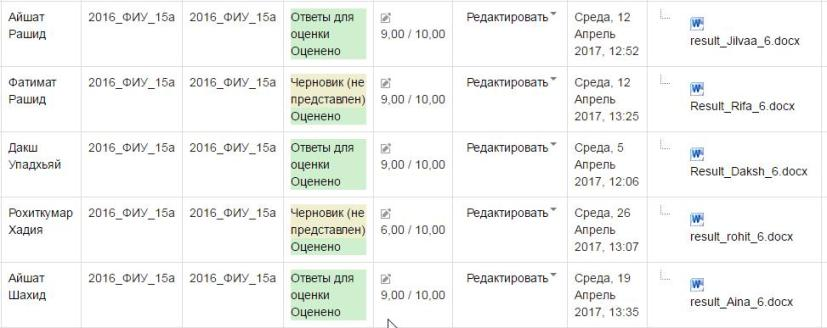 Айшат Рашид 2016_ФИУ_15а 2016_ФИУ_15а Ответы для оценки Оценено 9,00 / 10,00 Редактировать Среда, 12 Апрель 2017, 12:52 result_Jilvaa_6.docx
Фатимат Рашид 2016_ФИУ_15а 2016_ФИУ_15а Черновик (не представлен) Оценено 9,00 / 10,00 Редактировать Среда, 12 Апрель 2017, 13:25 Result_Rifa_6.docx
Дакш Упадхьяй 2016_ФИУ_15а 2016_ФИУ_15а Ответы для оценки Оценено 9,00 / 10,00 Редактировать Среда, 5 Апрель 2017, 12:06 Result_Daksh_6.docx
Рохиткумар Хадия 2016_ФИУ_15а 2016_ФИУ_15а Черновик (не представлен) Оценено 6,00 / 10,00 Редактировать Среда, 26 Апрель 2017, 13:07 result_rohit_6.docx
Айшат Шахид 2016_ФИУ_15а 2016_ФИУ_15а Ответы для оценки Оценено 9,00 / 10,00 Редактировать Среда, 19 Апрель 2017, 13:35 result_Aina_6.docx